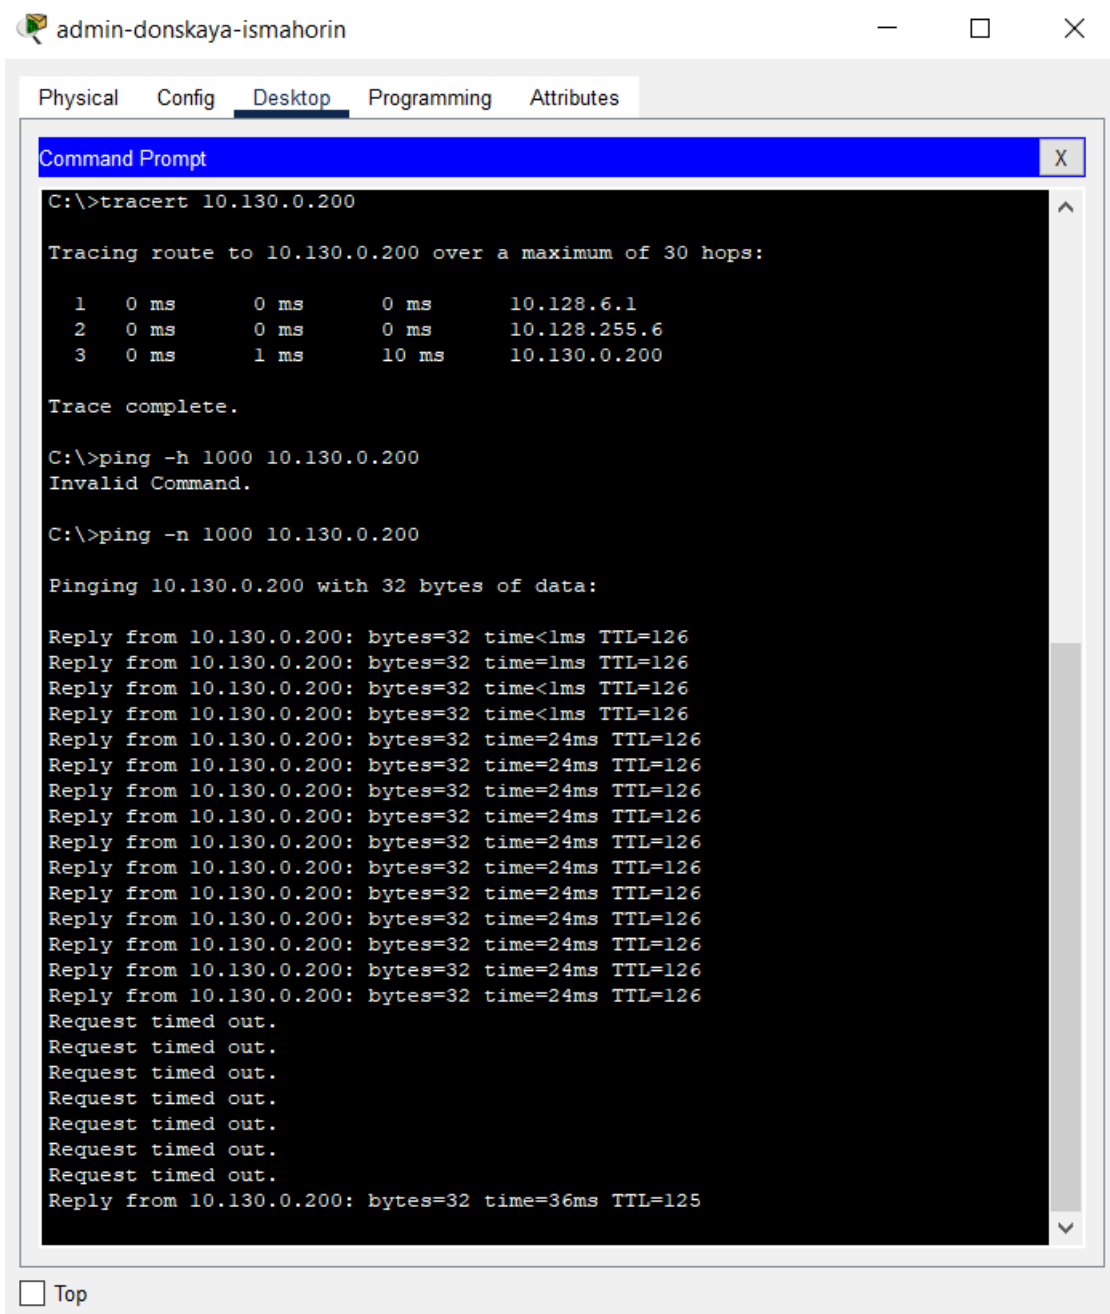 admin-donskaya-ismahorin
Physical Config Desktop Programming Attributes
Command Prompt X
C:\>tracert 10.130.0.200
Tracing route to 10.130.0.200 over a maximum of 30 hops:
1 0 ms 0 ms 0 ms 10.128.6.1
2 0 ms 0 ms 0 ms 10.128.255.6
3 0 ms 1 ms 10 ms 10.130.0.200
Trace complete.
C:\>ping -h 1000 10.130.0.200
Invalid Command.
C:\>ping -n 1000 10.130.0.200
Pinging 10.130.0.200 with 32 bytes of data:
Reply from 10.130.0.200: bytes=32 time<1ms TTL=126
Reply from 10.130.0.200: bytes=32 time=1ms TTL=126
Reply from 10.130.0.200: bytes=32 time<1ms TTL=126
Reply from 10.130.0.200: bytes=32 time<1ms TTL=126
Reply from 10.130.0.200: bytes=32 time=24ms TTL=126
Reply from 10.130.0.200: bytes=32 time=24ms TTL=126
Reply from 10.130.0.200: bytes=32 time=24ms TTL=126
Reply from 10.130.0.200: bytes=32 time=24ms TTL=126
Reply from 10.130.0.200: bytes=32 time=24ms TTL=126
Reply from 10.130.0.200: bytes=32 time=24ms TTL=126
Reply from 10.130.0.200: bytes=32 time=24ms TTL=126
Reply from 10.130.0.200: bytes=32 time=24ms TTL=126
Reply from 10.130.0.200: bytes=32 time=24ms TTL=126
Reply from 10.130.0.200: bytes=32 time=24ms TTL=126
Reply from 10.130.0.200: bytes=32 time=24ms TTL=126
Request timed out.
Request timed out.
Request timed out.
Request timed out.
Request timed out.
Request timed out.
Request timed out.
Reply from 10.130.0.200: bytes=32 time=36ms TTL=125
Top